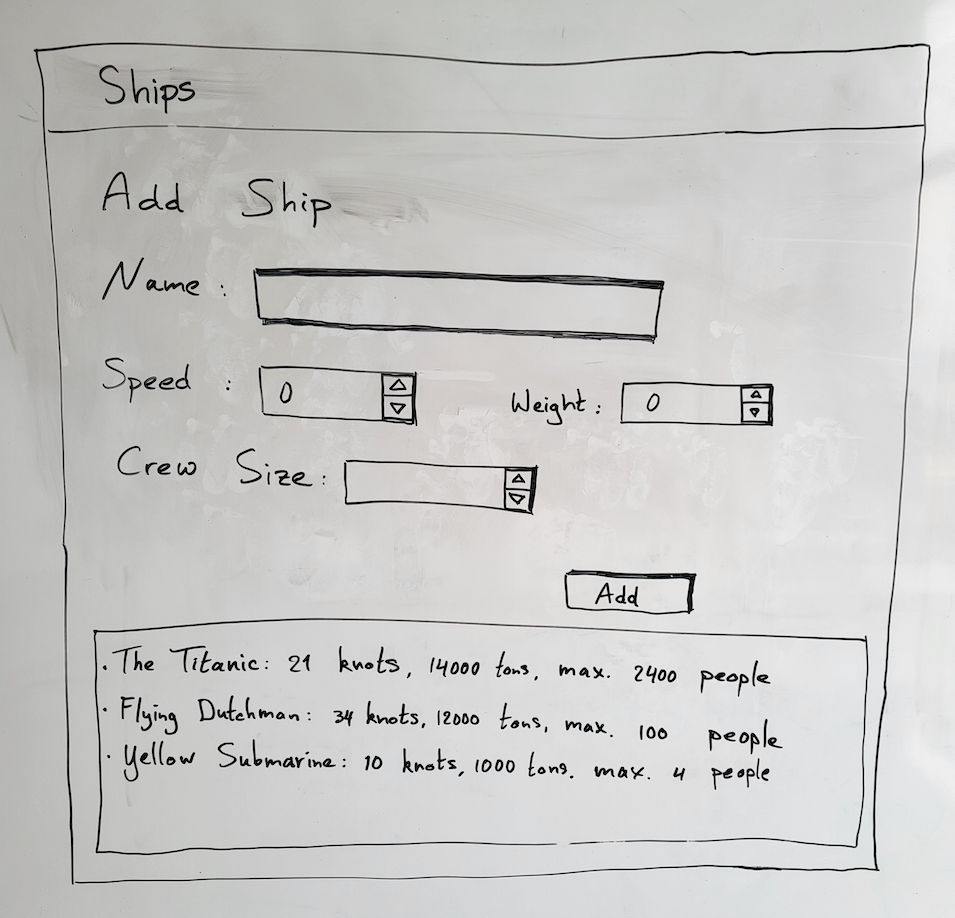 Ships
Add Ship
Name :
Speed : 0 Weight : 0
Crew Size :
Add
· The Titanic: 21 knots, 14000 tons, max. 2400 people
· Flying Dutchman: 34 knots, 12000 tons, max. 100 people
· Yellow Submarine: 10 knots, 1000 tons. max. 4 people